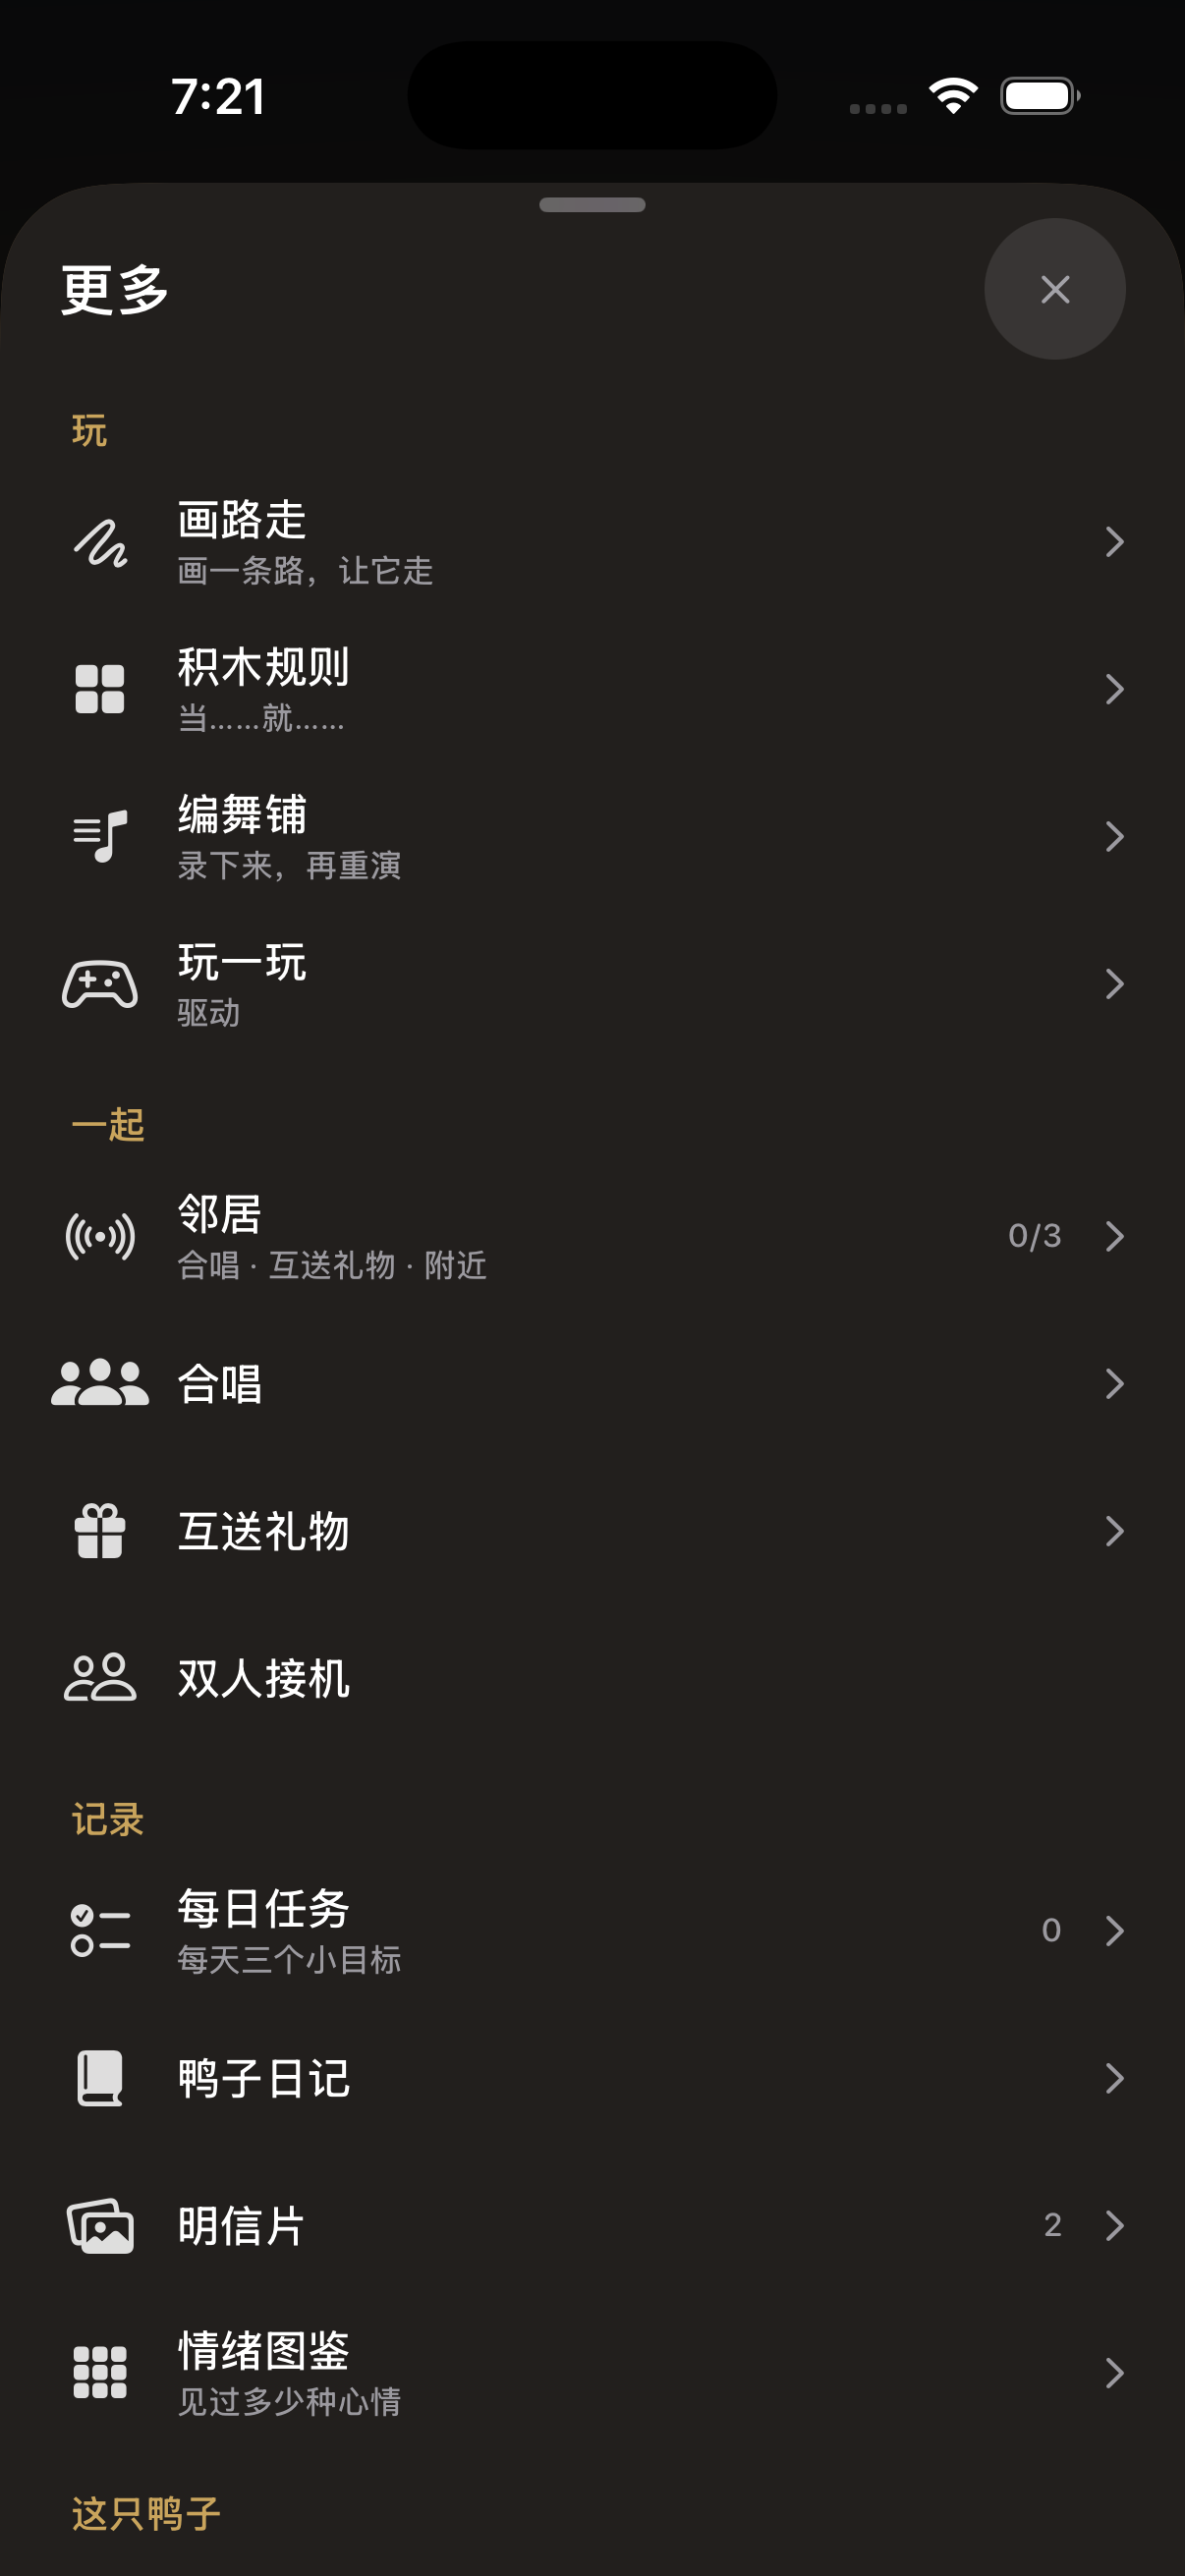 7:21
更多
玩
画路走
画一条路，让它走
积木规则
当……就……
编舞铺
录下来，再重演
玩一玩
驱动
一起
邻居
合唱 · 互送礼物 · 附近
0/3
合唱
互送礼物
双人接机
记录
每日任务
每天三个小目标
0
鸭子日记
明信片
2
情绪图鉴
见过多少种心情
这只鸭子